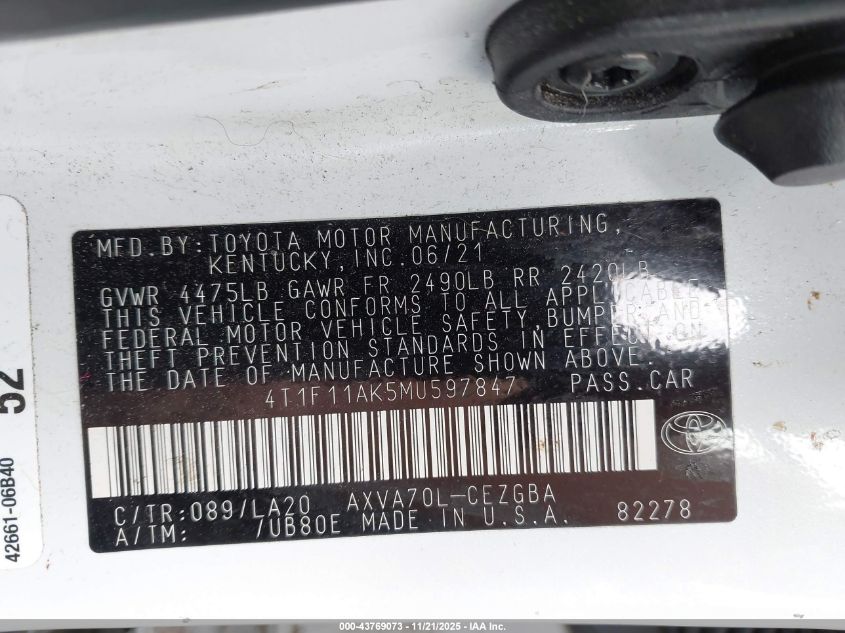 MFD.BY:TOYOTA MOTOR MANUFACTURING,
KENTUCKY,INC.06/21
GVWR 4475LB GAWR FR 2490LB RR 2420LB
THIS VEHICLE CONFORMS TO ALL APPLICABLE
FEDERAL MOTOR VEHICLE SAFETY,BUMPER,AND
THEFT PREVENTION STANDARDS IN EFFECT ON
THE DATE OF MANUFACTURE SHOWN ABOVE.
4T1F11AK5MU597847 PASS.CAR
C/TR:089/LA20 AXVA70L-CEZGBA
A/TM: /UB80E MADE IN U.S.A. 82278
52
42661-06B40
000-43769073 - 11/21/2025 - IAA Inc.